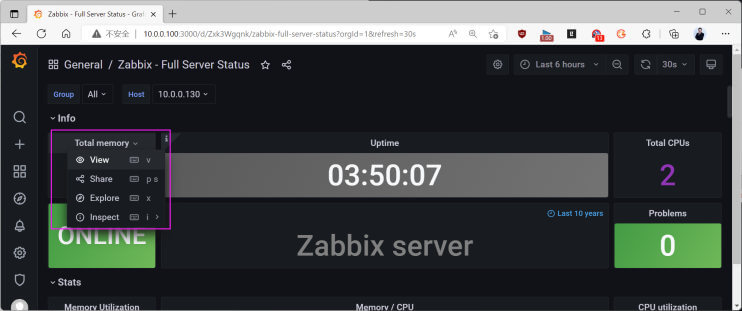 Zabbix - Full Server Status - Graf
不安全 10.0.0.100:3000/d/Zxk3Wgqnk/zabbix-full-server-status?orgId=1&refresh=30s
1.00
13
General / Zabbix - Full Server Status
Last 6 hours
30s
Group All Host 10.0.0.130
Info
Total memory
i
Uptime
Total CPUs
View v
Share p s
Explore x
Inspect i
03:50:07
2
ONLINE
Last 10 years
Zabbix server
Problems
0
Stats
Memory Utilization
Memory / CPU
CPU utilization